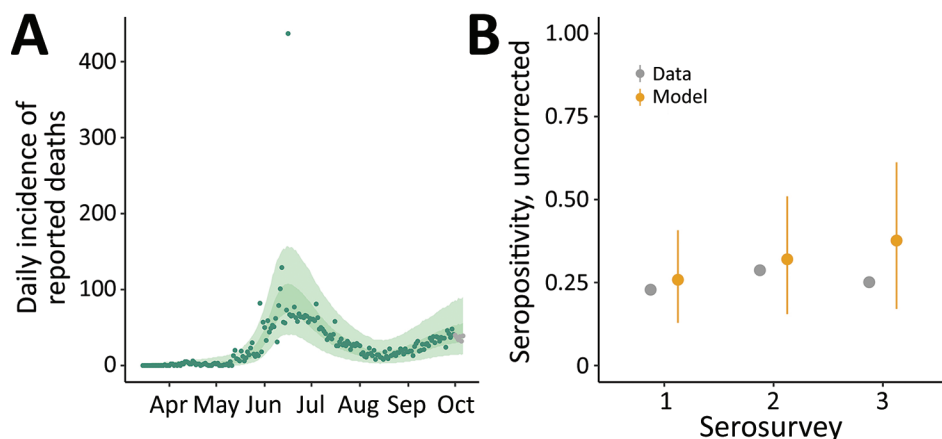 A
Daily incidence of
reported deaths
400
300
200
100
0
Apr May Jun Jul Aug Sep Oct
B
Seropositivity, uncorrected
1.00
0.75
0.50
0.25
0
Data
Model
1 2 3
Serosurvey